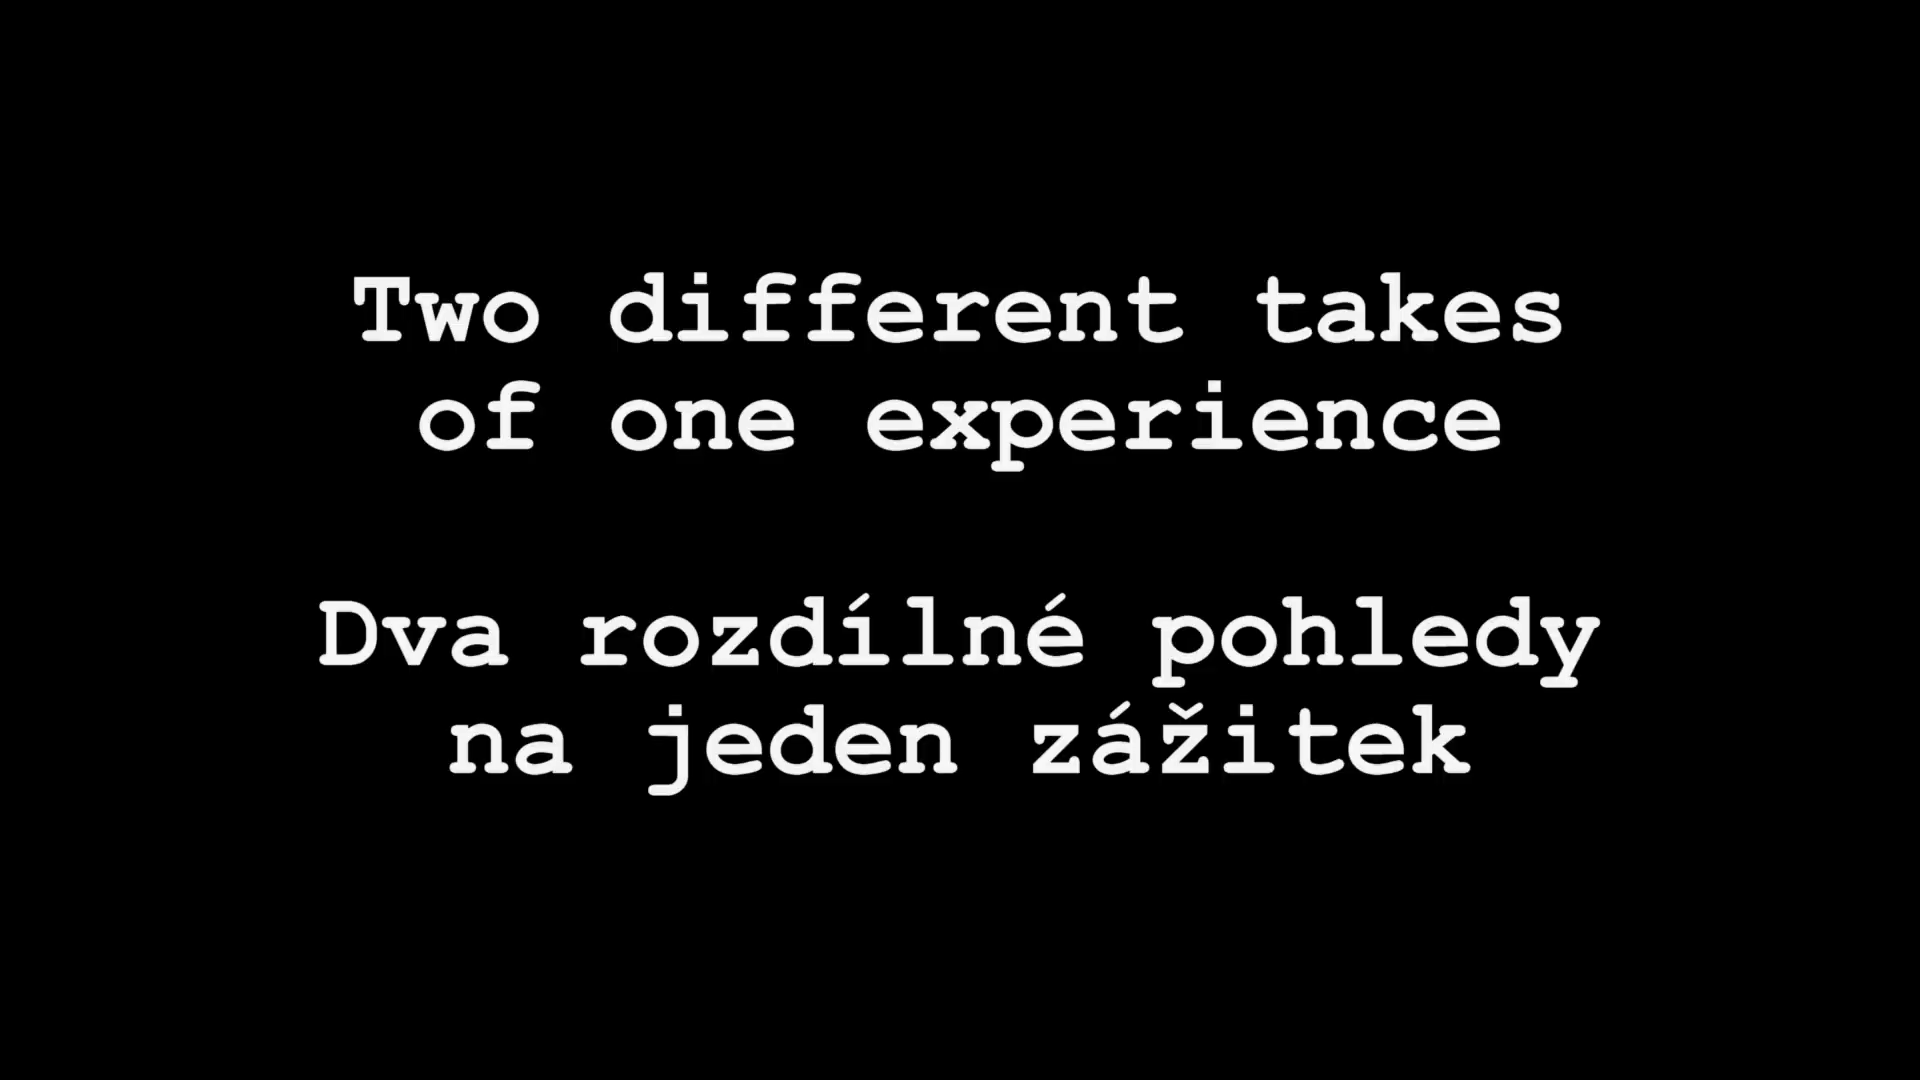 Two different takes
of one experience
Dva rozdílné pohledy
na jeden zážitek